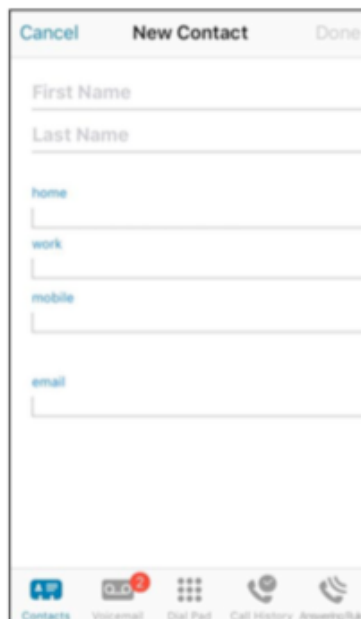 Cancel New Contact Done
First Name
Last Name
home
work
mobile
email
2
Contacts Voicemail Dial Pad Call History